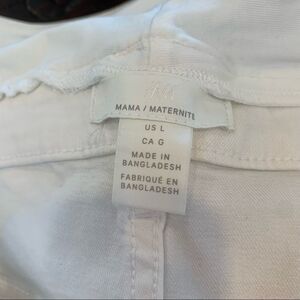 H&M
MAMA / MATERNITÉ
US L
CA G
MADE IN
BANGLADESH
FABRIQUÉ EN
BANGLADESH